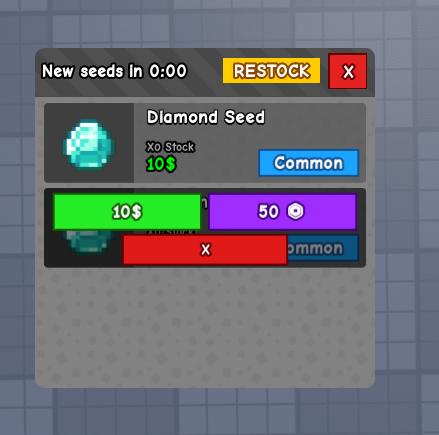 New seeds in 0:00 RESTOCK X
Diamond Seed
X0 Stock
10$
Common
10$ 50
X